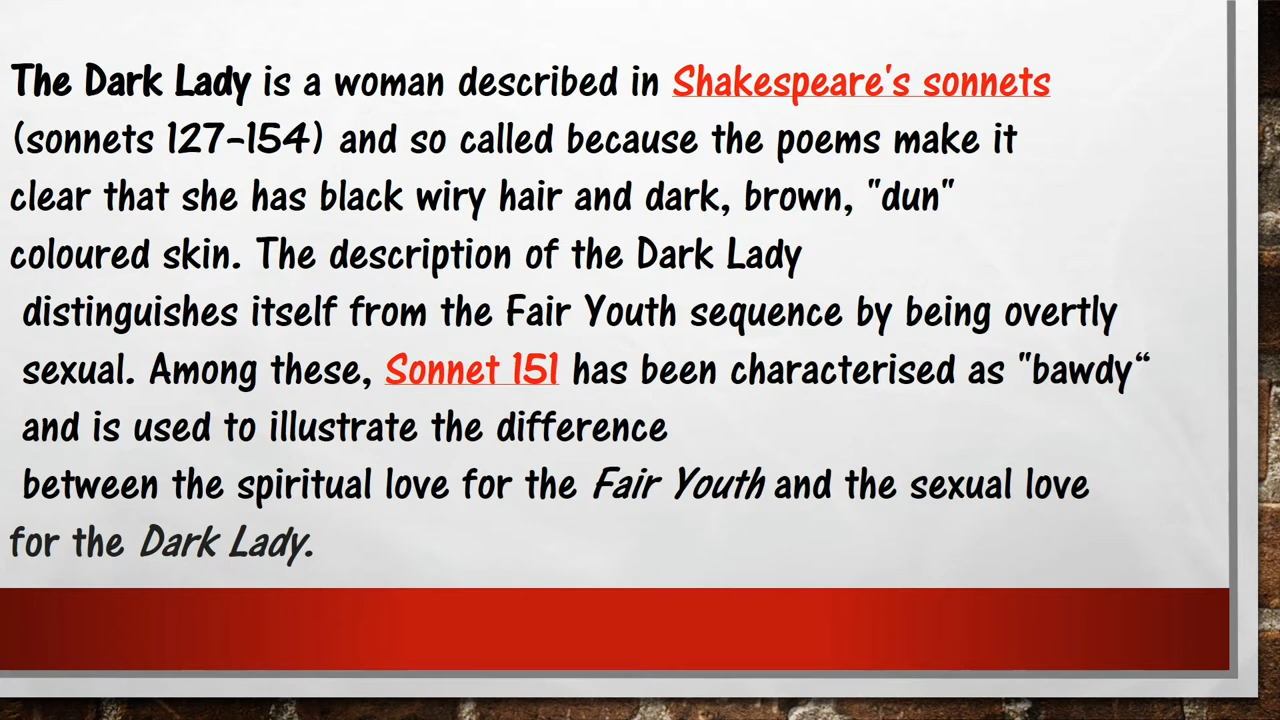 The Dark Lady is a woman described in Shakespeare's sonnets
(sonnets 127–154) and so called because the poems make it
clear that she has black wiry hair and dark, brown, "dun"
coloured skin. The description of the Dark Lady
distinguishes itself from the Fair Youth sequence by being overtly
sexual. Among these, Sonnet 151 has been characterised as "bawdy“
and is used to illustrate the difference
between the spiritual love for the Fair Youth and the sexual love
for the Dark Lady.